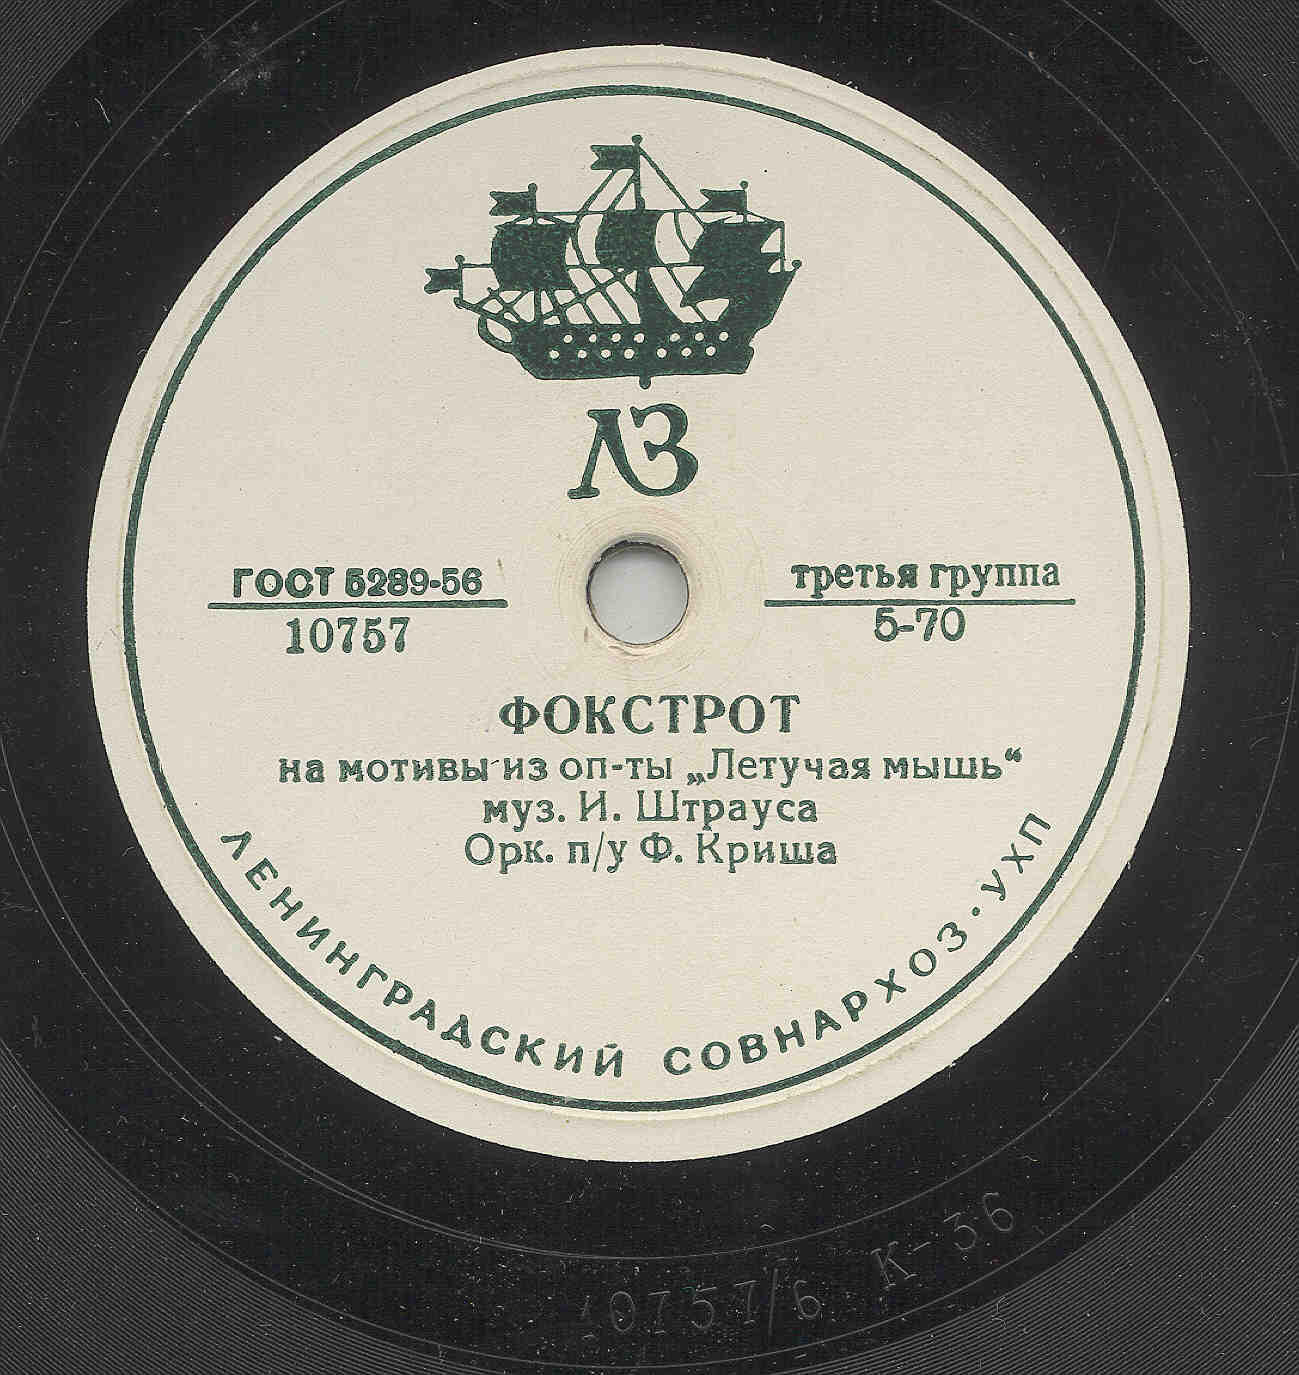 ЛЗ
ГОСТ 5289-56
10757
третья группа
5-70
ФОКСТРОТ
на мотивы из оп-ты „Летучая мышь“
муз. И. Штрауса
Орк. п/у Ф. Криша
ЛЕНИНГРАДСКИЙ СОВНАРХОЗ·УХП
10757/6 К-36